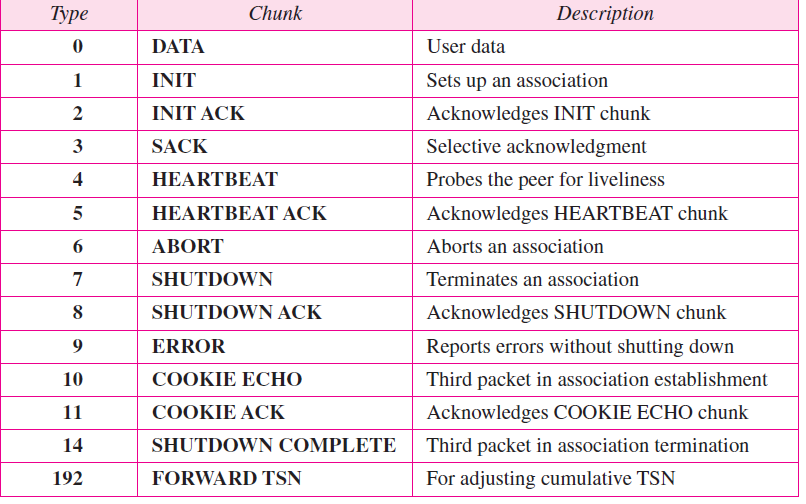 Type Chunk Description
0 DATA User data
1 INIT Sets up an association
2 INIT ACK Acknowledges INIT chunk
3 SACK Selective acknowledgment
4 HEARTBEAT Probes the peer for liveliness
5 HEARTBEAT ACK Acknowledges HEARTBEAT chunk
6 ABORT Aborts an association
7 SHUTDOWN Terminates an association
8 SHUTDOWN ACK Acknowledges SHUTDOWN chunk
9 ERROR Reports errors without shutting down
10 COOKIE ECHO Third packet in association establishment
11 COOKIE ACK Acknowledges COOKIE ECHO chunk
14 SHUTDOWN COMPLETE Third packet in association termination
192 FORWARD TSN For adjusting cumulative TSN